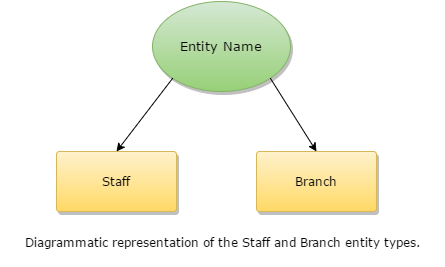 Entity Name
Staff
Branch
Diagrammatic representation of the Staff and Branch entity types.